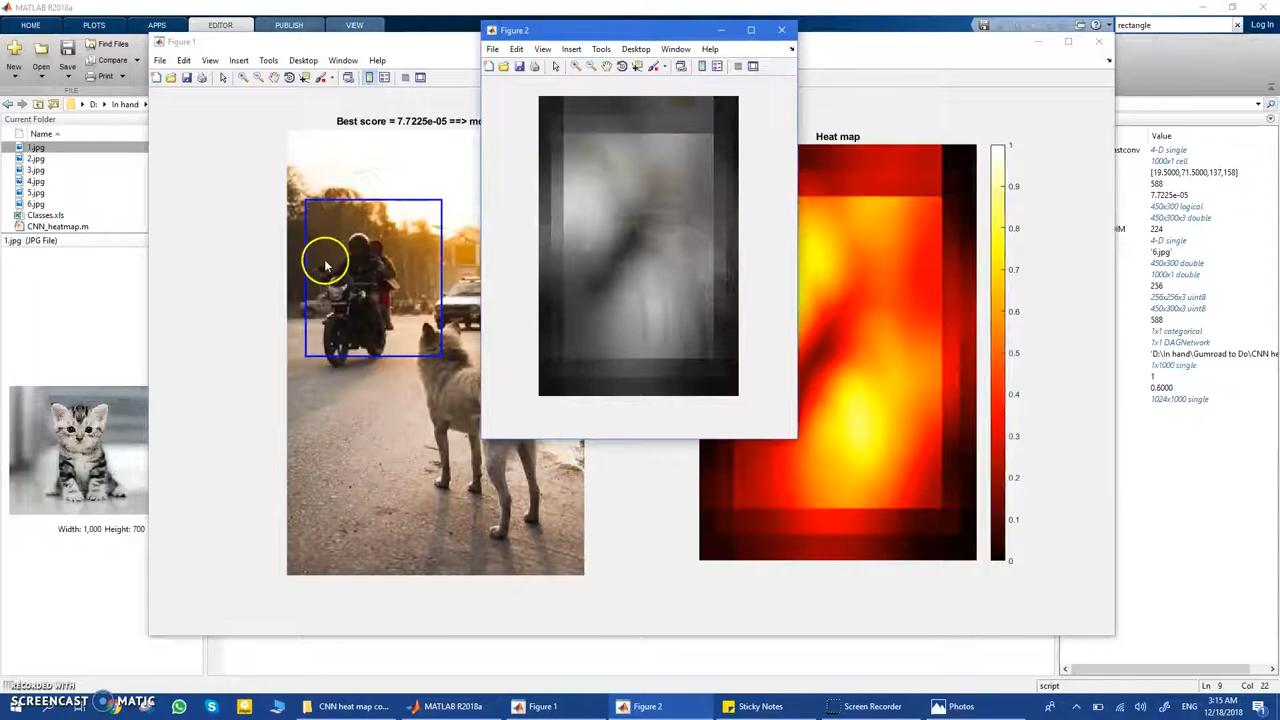 MATLAB R2018a
HOME
PLOTS
APPS
EDITOR
PUBLISH
VIEW
rectangle
Log In
New
Open
Save
Find Files
Compare
Print
FILE
D:
In hand
Current Folder
Name
1.jpg
2.jpg
3.jpg
4.jpg
5.jpg
6.jpg
Classes.xls
CNN_heatmap.m
1.jpg (JPG File)
Width: 1,000 Height: 700
Figure 1
File Edit View Insert Tools Desktop Window Help
Best score = 7.7225e-05 ==>
Figure 2
File Edit View Insert Tools Desktop Window Help
Heat map
1
0.9
0.8
0.7
0.6
0.5
0.4
0.3
0.2
0.1
0
Value
4-D single
1000x1 cell
[19.5000,71.5000,137,158]
588
7.7225e-05
450x300 logical
450x300x3 double
224
4-D single
'6.jpg'
450x300 double
1000x1 double
256
256x256x3 uint8
450x300x3 uint8
588
1x1 categorical
1x1 DAGNetwork
'D:\In hand\Gumroad to Do\CNN he
1x1000 single
1
0.6000
1024x1000 single
script
Ln 9 Col 22
RECORDED WITH
SCREENCAST MATIC
CNN heat map co...
MATLAB R2018a
Figure 1
Figure 2
Sticky Notes
Screen Recorder
Photos
ENG
3:15 AM
12/18/2018